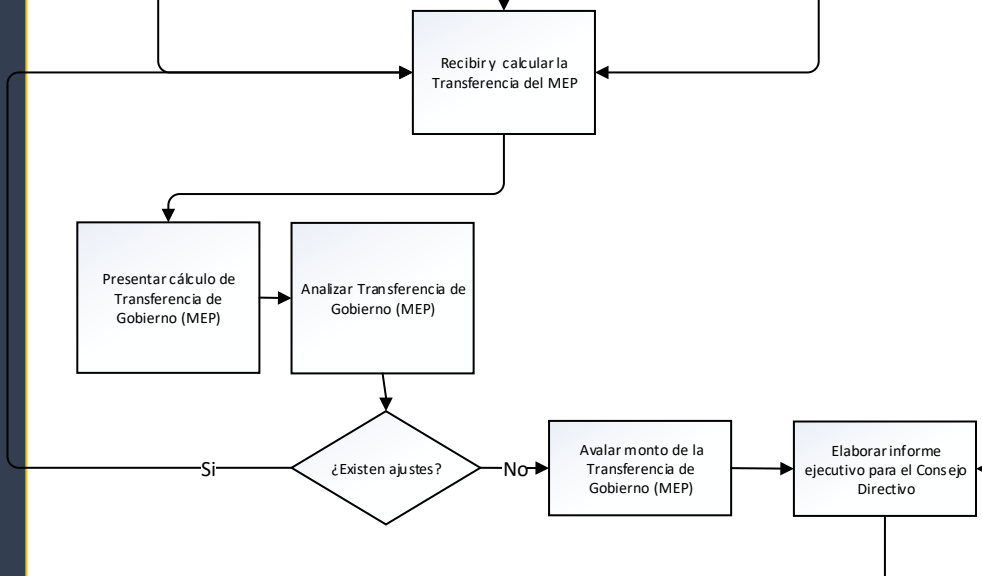 Recibir y calcular la
Transferencia del MEP
Presentar cálculo de
Transferencia de
Gobierno (MEP)
Analizar Transferencia de
Gobierno (MEP)
Si
¿Existen ajustes?
No
Avalar monto de la
Transferencia de
Gobierno (MEP)
Elaborar informe
ejecutivo para el Consejo
Directivo